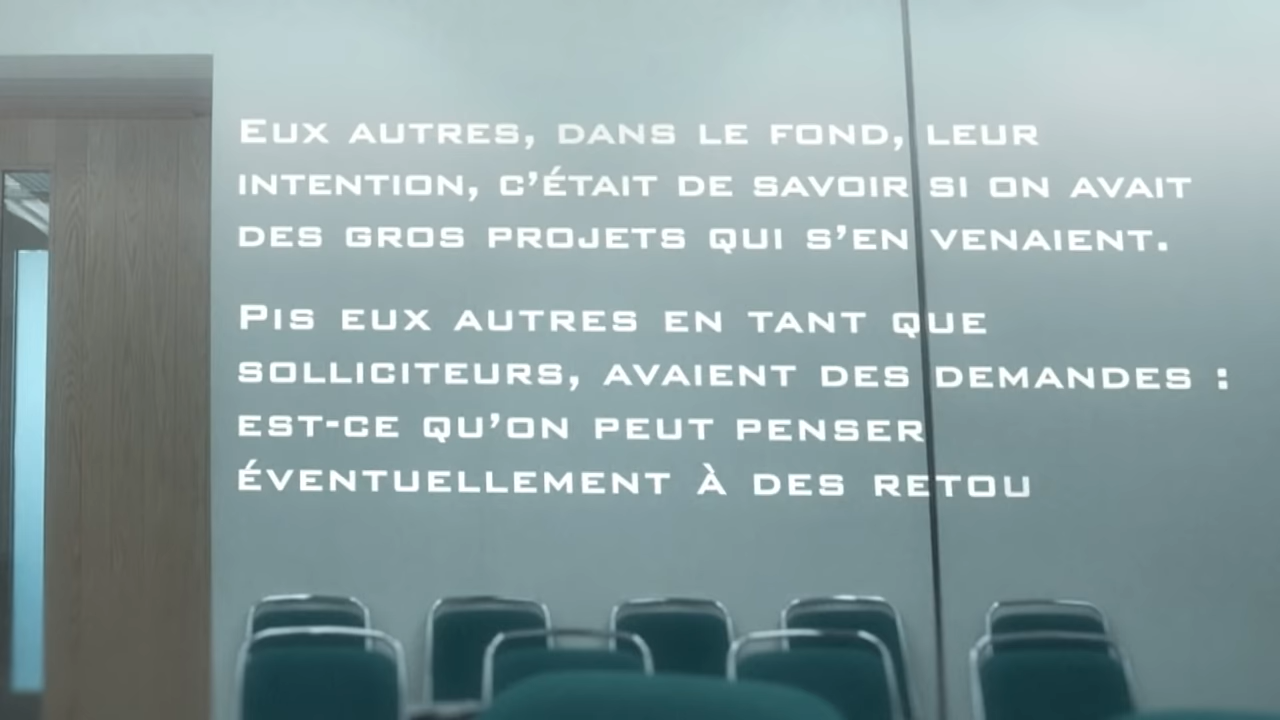 Eux autres, dans le fond, leur
intention, c’était de savoir si on avait
des gros projets qui s’en venaient.
Pis eux autres en tant que
solliciteurs, avaient des demandes :
est-ce qu’on peut penser
éventuellement à des retou